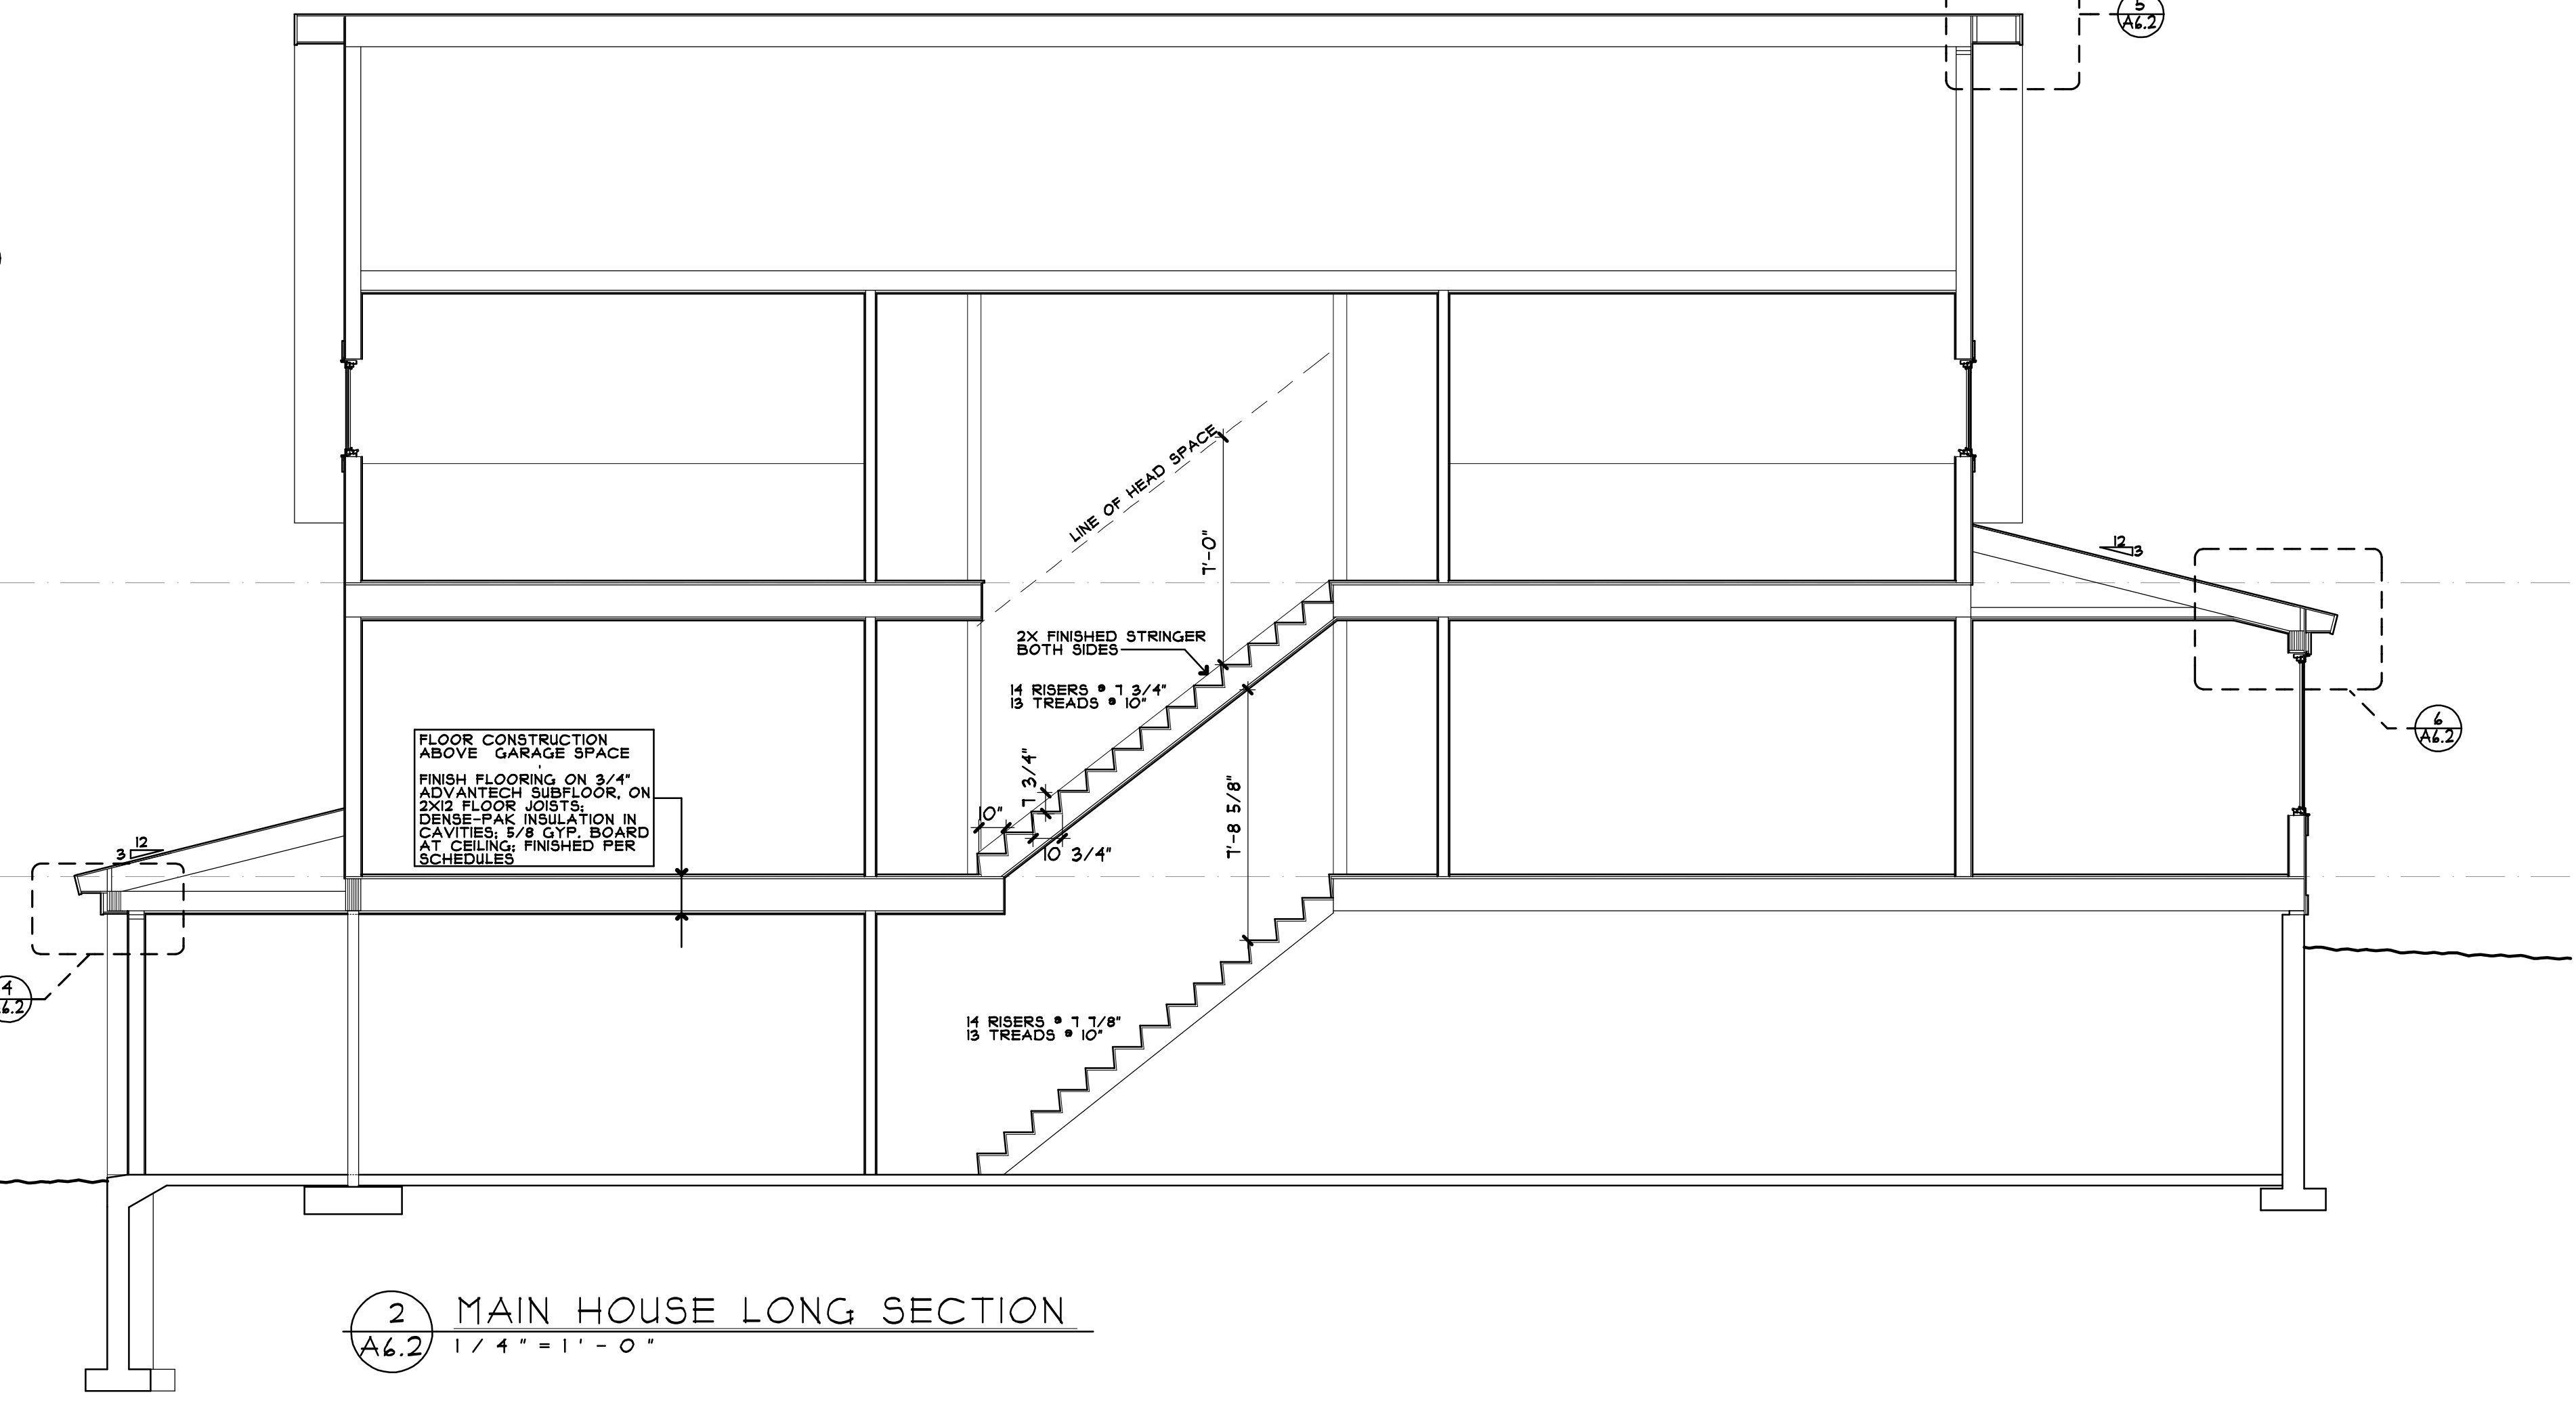 5
A6.2
LINE OF HEAD SPACE
7'-0"
12
3
2X FINISHED STRINGER
BOTH SIDES
14 RISERS @ 7 3/4"
13 TREADS @ 10"
6
A6.2
FLOOR CONSTRUCTION
ABOVE GARAGE SPACE
FINISH FLOORING ON 3/4"
ADVANTECH SUBFLOOR, ON
2X12 FLOOR JOISTS;
DENSE-PAK INSULATION IN
CAVITIES; 5/8 GYP. BOARD
AT CEILING; FINISHED PER
SCHEDULES
7 3/4"
10"
10 3/4"
7'-8 5/8"
12
3
4
6.2
14 RISERS @ 7 7/8"
13 TREADS @ 10"
2
A6.2
MAIN HOUSE LONG SECTION
1/4"=1'-0"